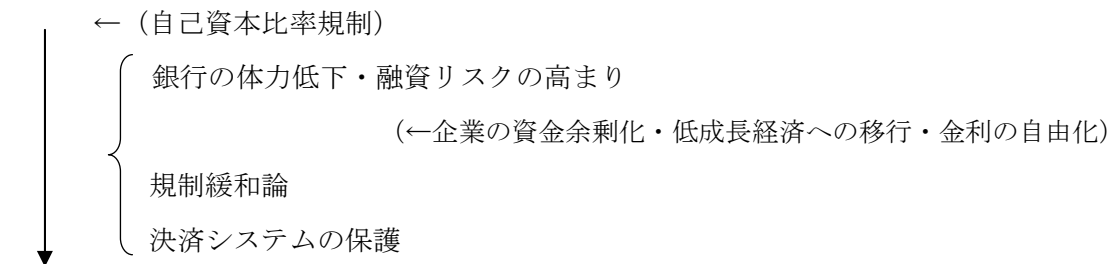 ←（自己資本比率規制）
銀行の体力低下・融資リスクの高まり
（←企業の資金余剰化・低成長経済への移行・金利の自由化）
規制緩和論
決済システムの保護